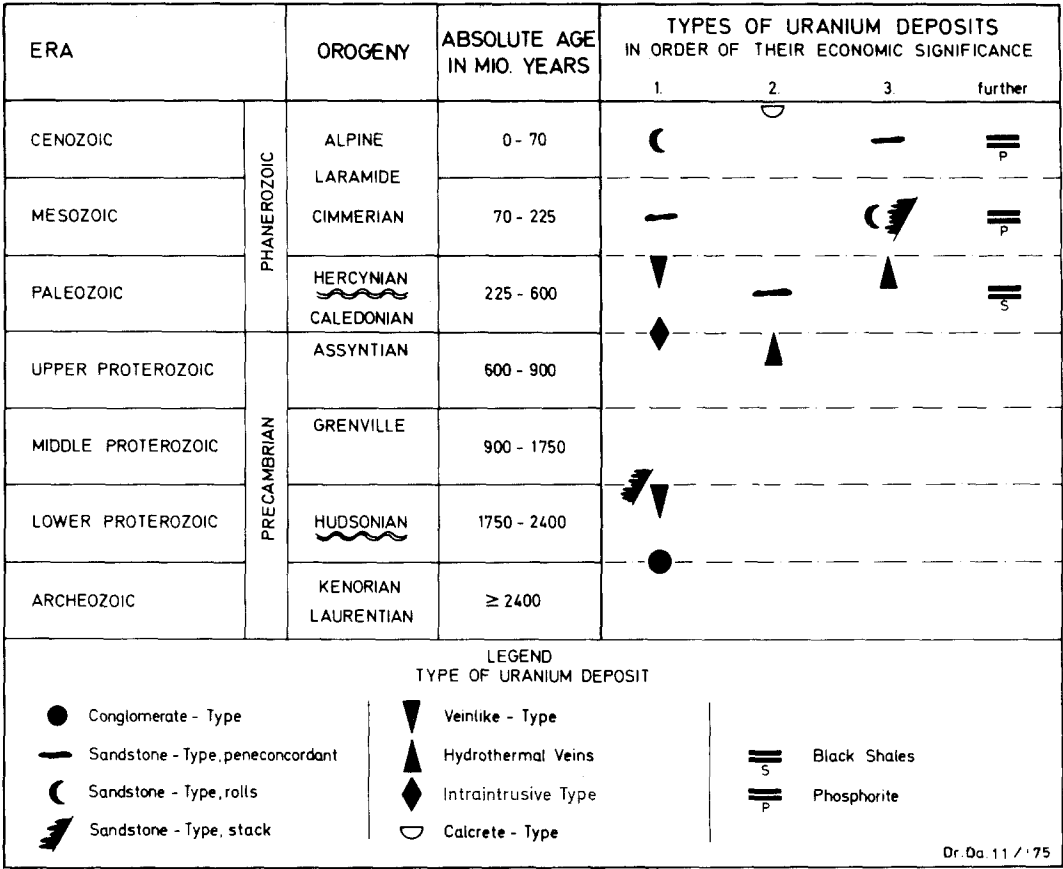 ERA
OROGENY
ABSOLUTE AGE
IN MIO. YEARS
TYPES OF URANIUM DEPOSITS
IN ORDER OF THEIR ECONOMIC SIGNIFICANCE
1. 2. 3. further
CENOZOIC
ALPINE
0 - 70
P
LARAMIDE
MESOZOIC
CIMMERIAN
70 - 225
P
PHANEROZOIC
PALEOZOIC
HERCYNIAN
CALEDONIAN
225 - 600
S
UPPER PROTEROZOIC
ASSYNTIAN
600 - 900
MIDDLE PROTEROZOIC
GRENVILLE
900 - 1750
PRECAMBRIAN
LOWER PROTEROZOIC
HUDSONIAN
1750 - 2400
ARCHEOZOIC
KENORIAN
LAURENTIAN
≥ 2400
LEGEND
TYPE OF URANIUM DEPOSIT
Conglomerate - Type
Sandstone - Type, peneconcordant
Sandstone - Type, rolls
Sandstone - Type, stack
Veinlike - Type
Hydrothermal Veins
Intraintrusive Type
Calcrete - Type
S Black Shales
P Phosphorite
Dr. Da. 11 / '75